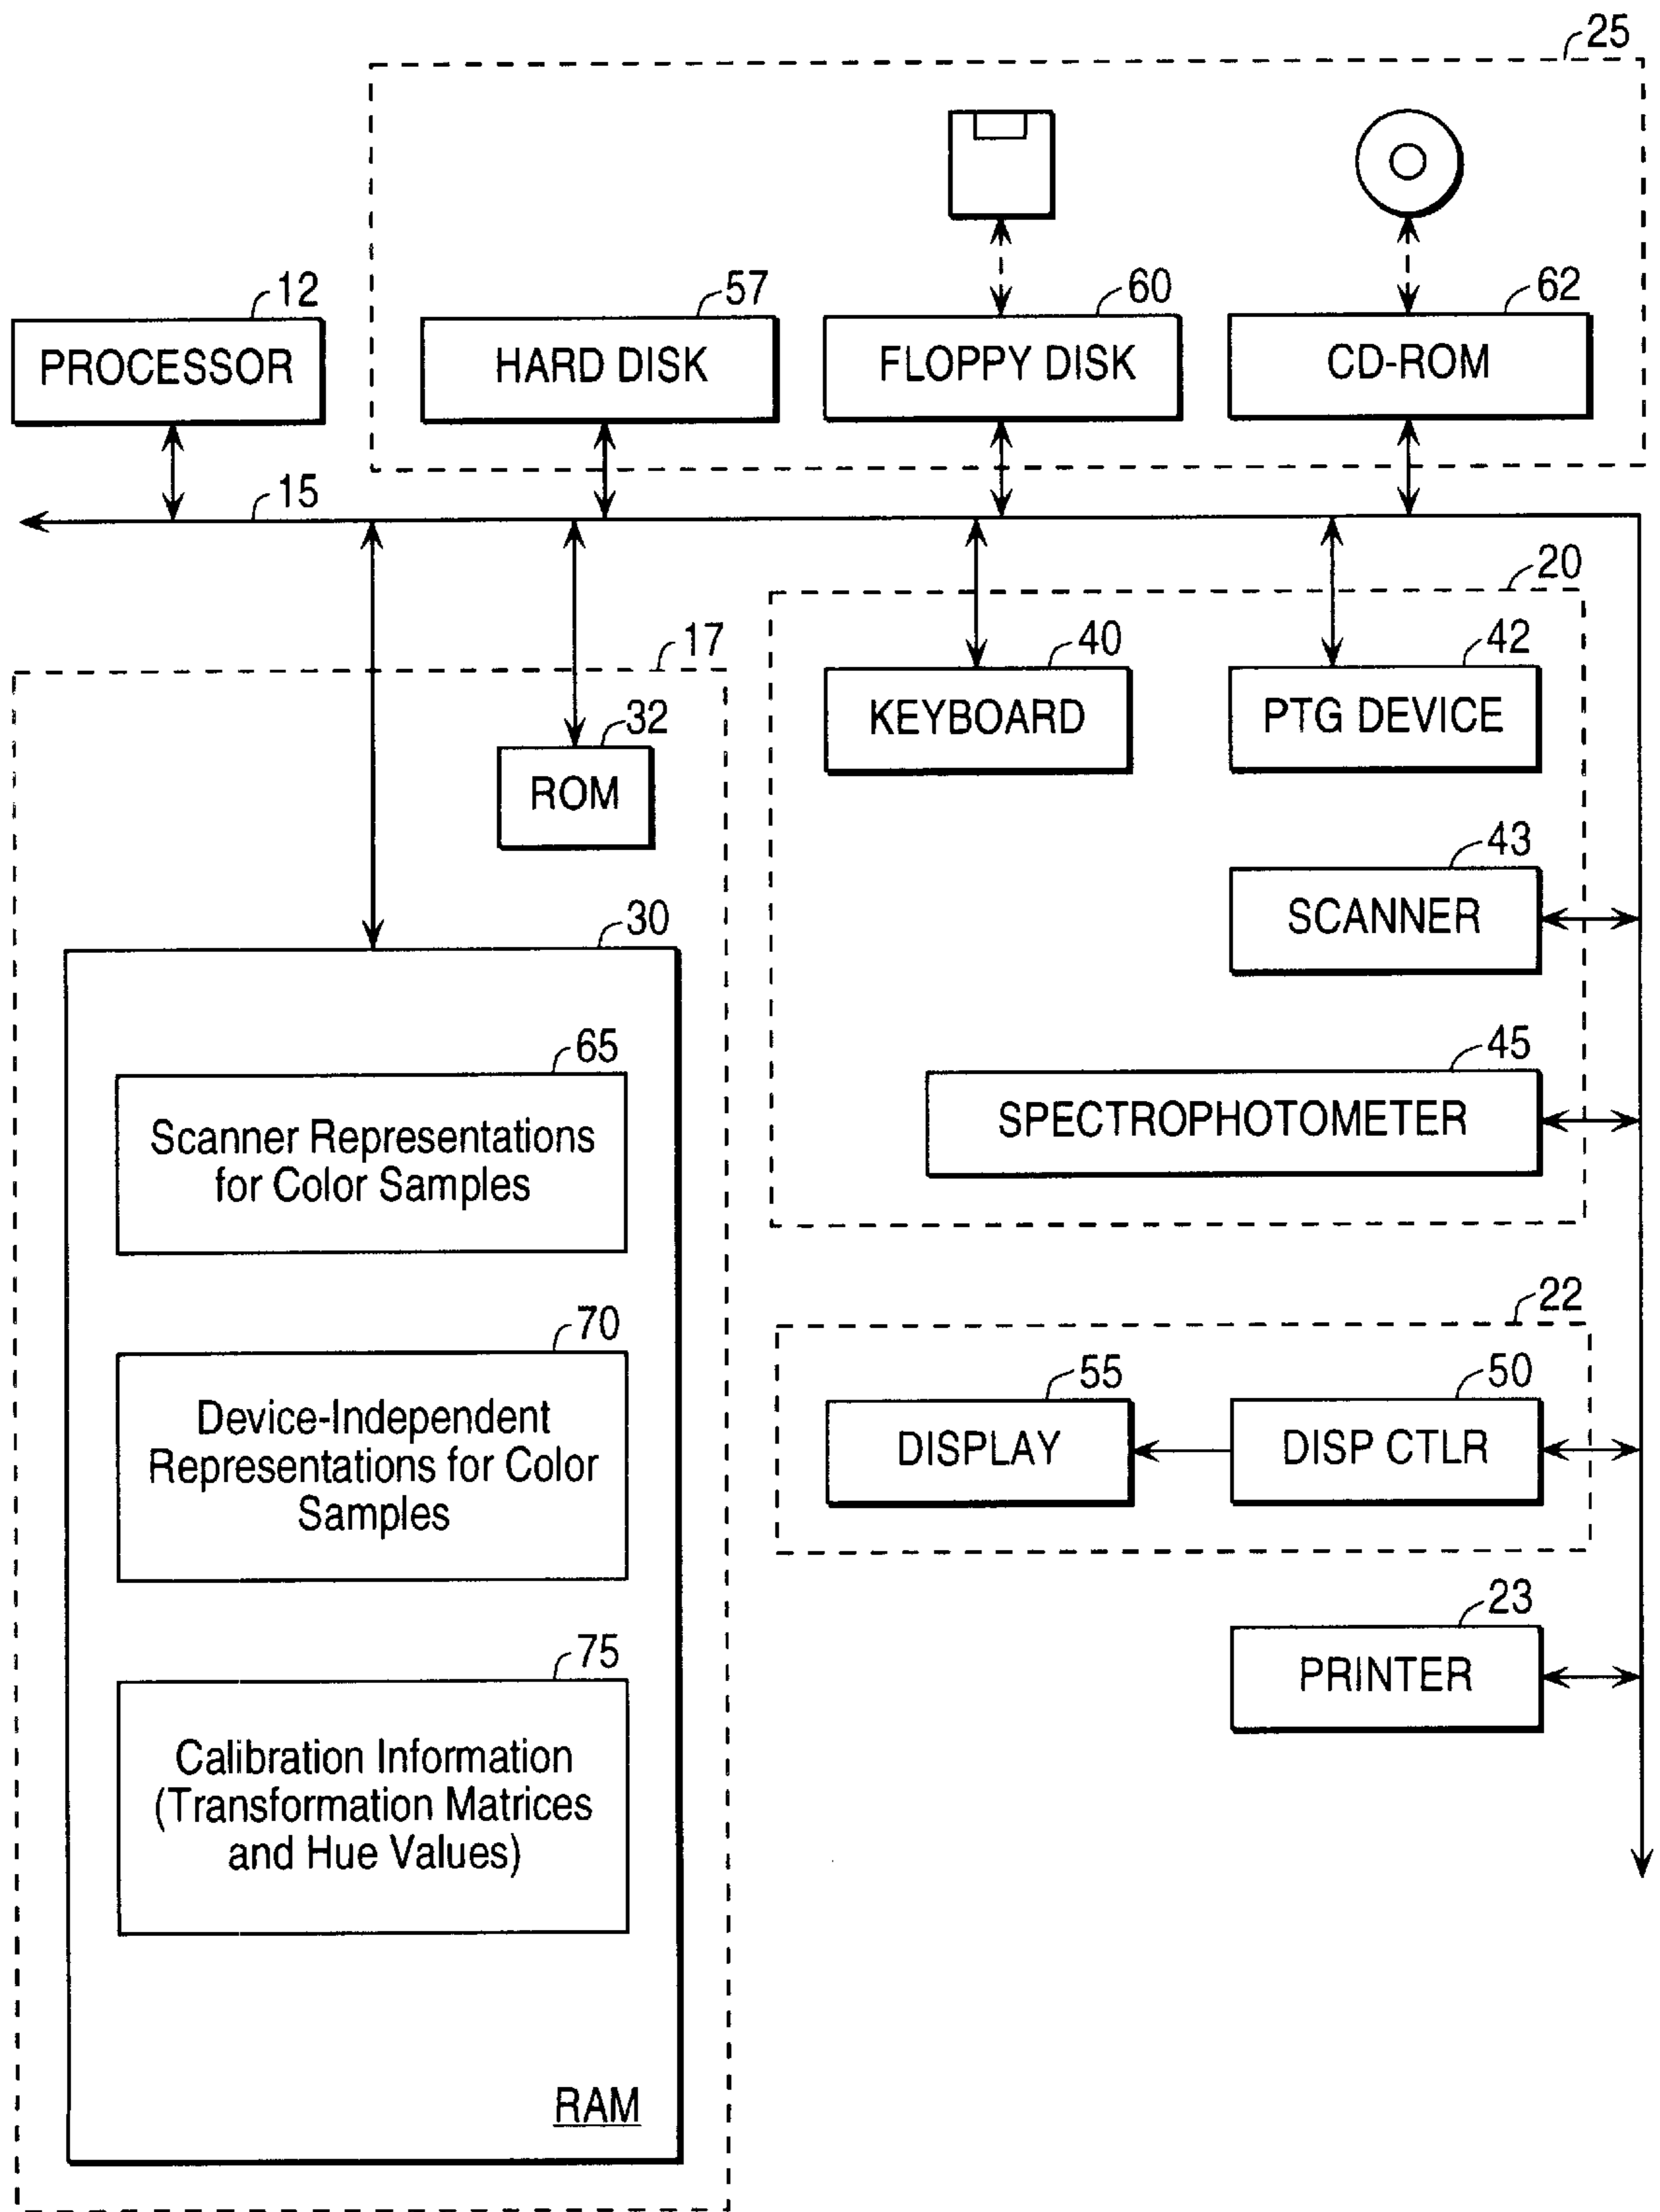 25
12
PROCESSOR
57
HARD DISK
60
FLOPPY DISK
62
CD-ROM
15
17
32
ROM
30
65
Scanner Representations
for Color Samples
70
Device-Independent
Representations for Color
Samples
75
Calibration Information
(Transformation Matrices
and Hue Values)
RAM
20
40
KEYBOARD
42
PTG DEVICE
43
SCANNER
45
SPECTROPHOTOMETER
22
55
DISPLAY
50
DISP CTLR
23
PRINTER